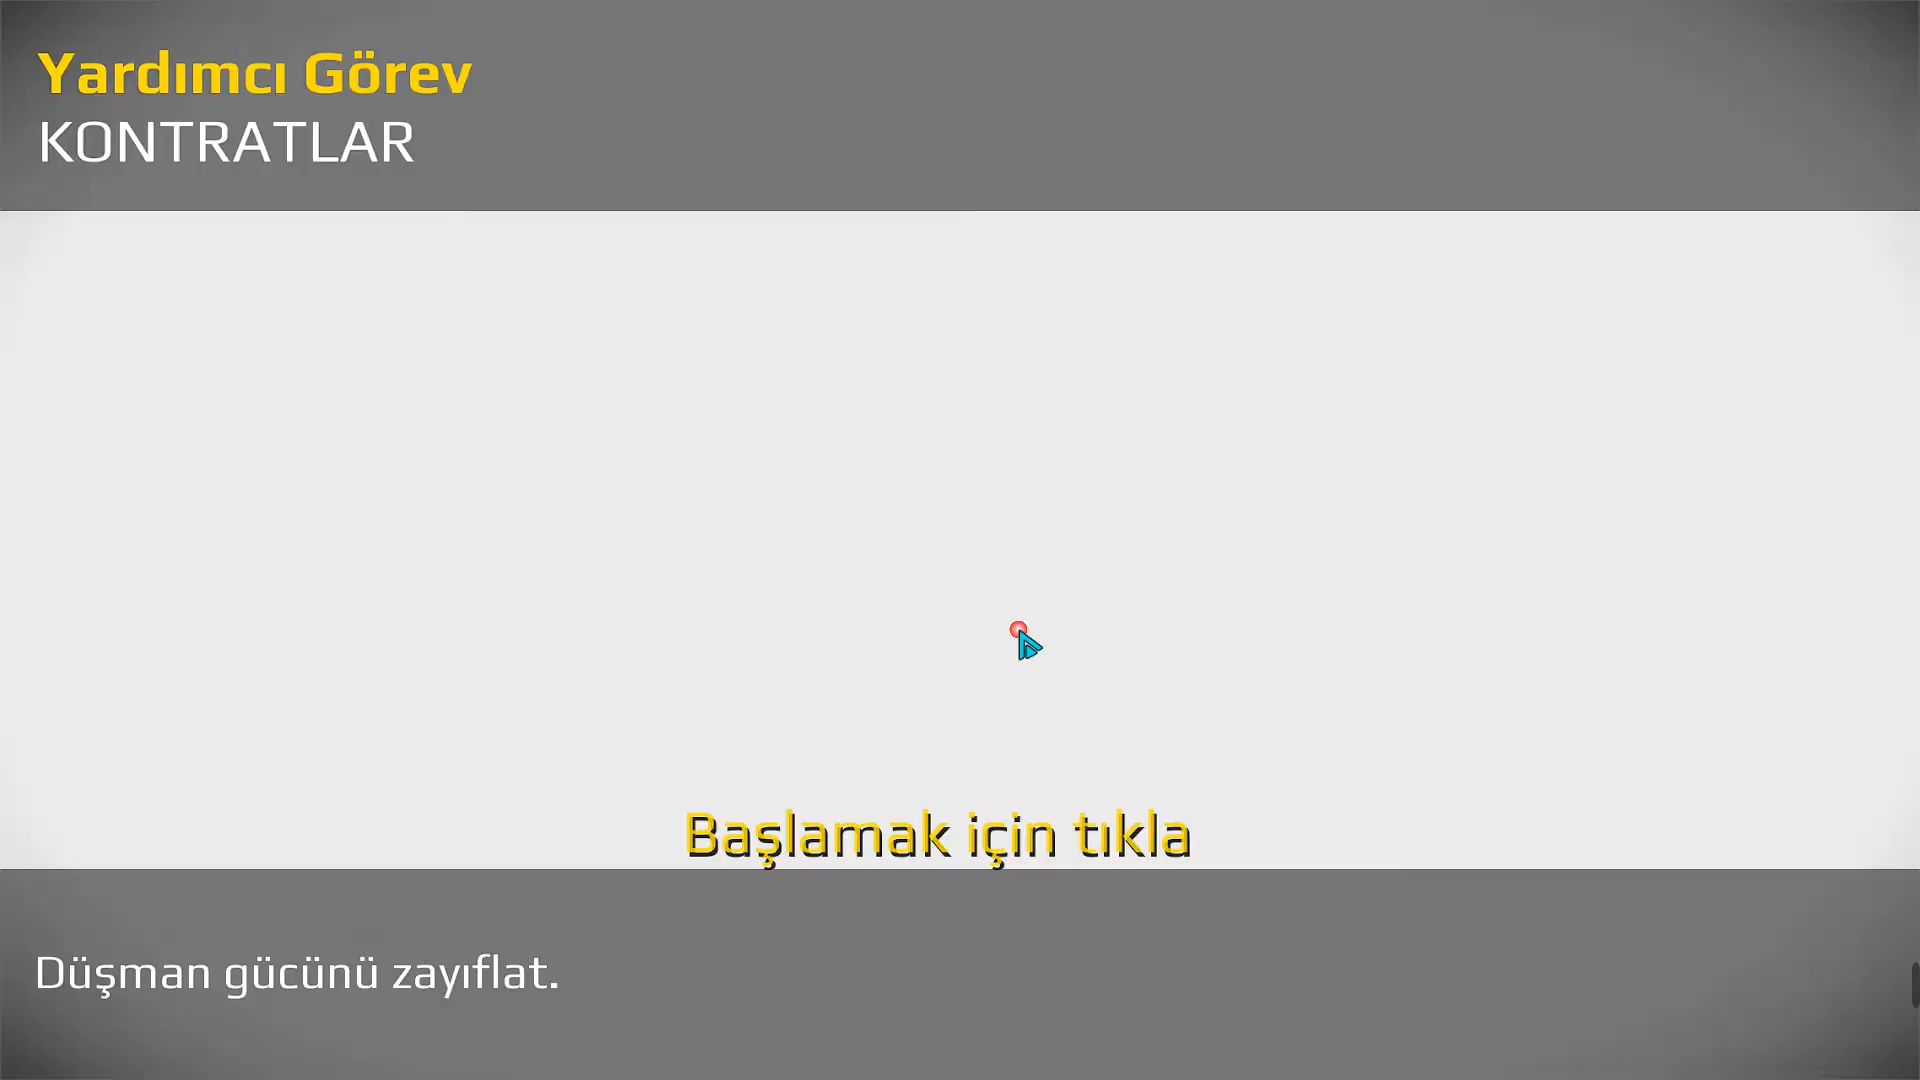 Yardımcı Görev
KONTRATLAR
Başlamak için tıkla
Düşman gücünü zayıflat.